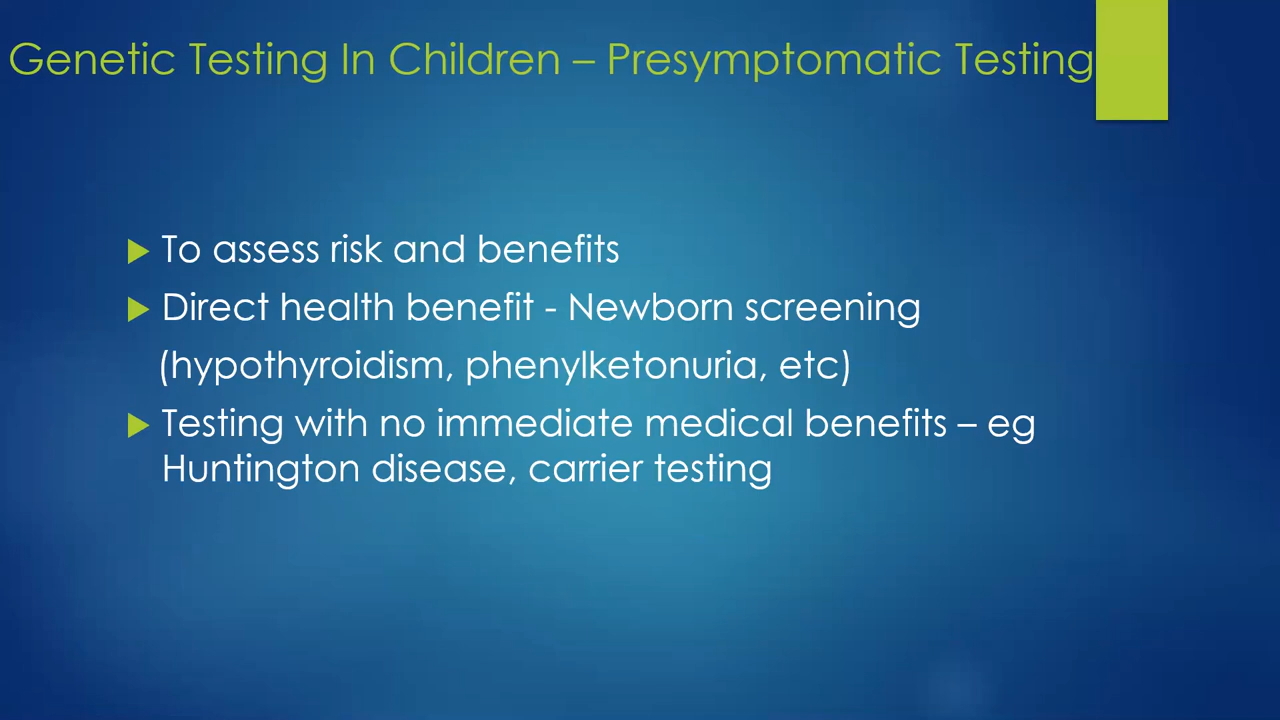 Genetic Testing In Children – Presymptomatic Testing
To assess risk and benefits
Direct health benefit - Newborn screening
(hypothyroidism, phenylketonuria, etc)
Testing with no immediate medical benefits – eg
Huntington disease, carrier testing